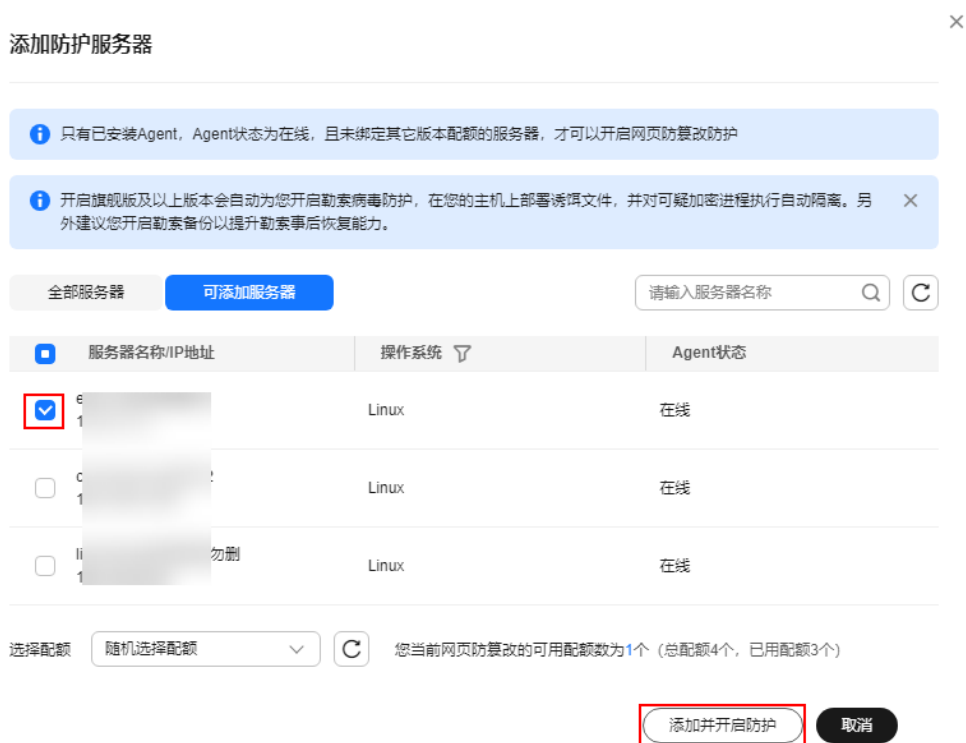 添加防护服务器
只有已安装Agent，Agent状态为在线，且未绑定其它版本配额的服务器，才可以开启网页防篡改防护
开启旗舰版及以上版本会自动为您开启勒索病毒防护，在您的主机上部署诱饵文件，并对可疑加密进程执行自动隔离。另
外建议您开启勒索备份以提升勒索事后恢复能力。
全部服务器 可添加服务器 请输入服务器名称
服务器名称/IP地址 操作系统 Agent状态
Linux 在线
Linux 在线
勿删
Linux 在线
选择配额 随机选择配额 您当前网页防篡改的可用配额数为1个（总配额4个，已用配额3个）
添加并开启防护 取消